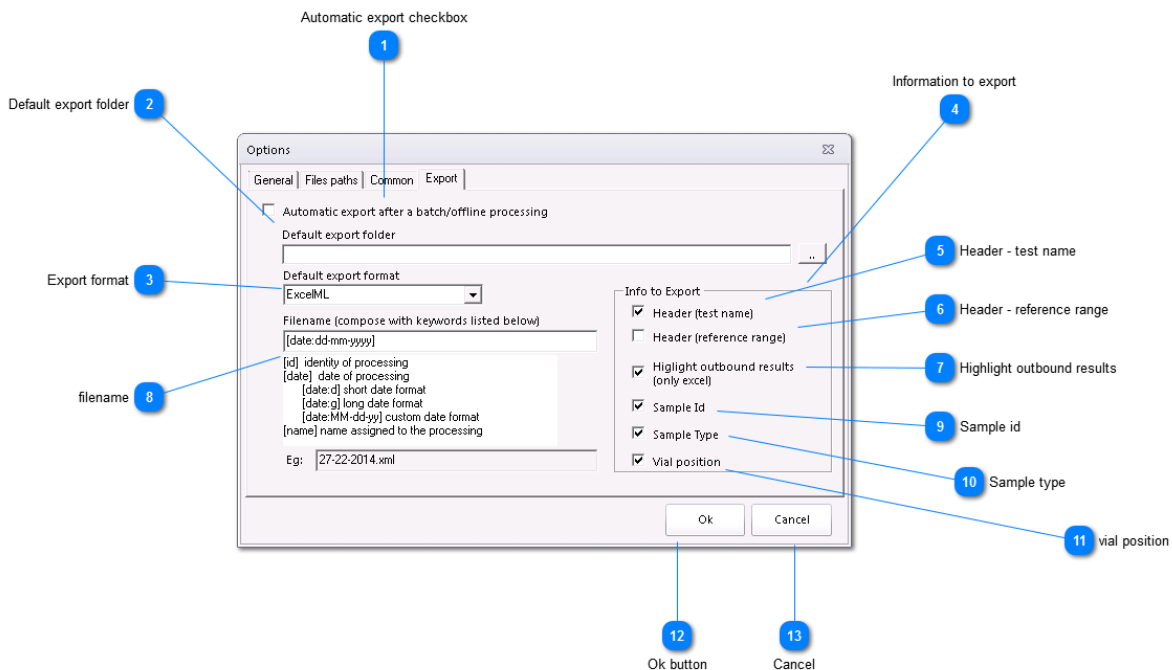 Automatic export checkbox
1
Information to export
4
Default export folder 2
Options
General Files paths Common Export
Automatic export after a batch/offline processing
Default export folder
..
5 Header - test name
Export format 3
Default export format
ExcelML
Info to Export
Header (test name)
6 Header - reference range
Header (reference range)
Filename (compose with keywords listed below)
[date:dd-mm-yyyy]
7 Highlight outbound results
Higlight outbound results
(only excel)
filename 8
[id] identity of processing
[date] date of processing
[date:d] short date format
[date:g] long date format
[date:MM-dd-yy] custom date format
[name] name assigned to the processing
Sample Id
9 Sample id
Sample Type
Eg: 27-22-2014.xml
Vial position
10 Sample type
Ok Cancel
11 vial position
12
Ok button
13
Cancel